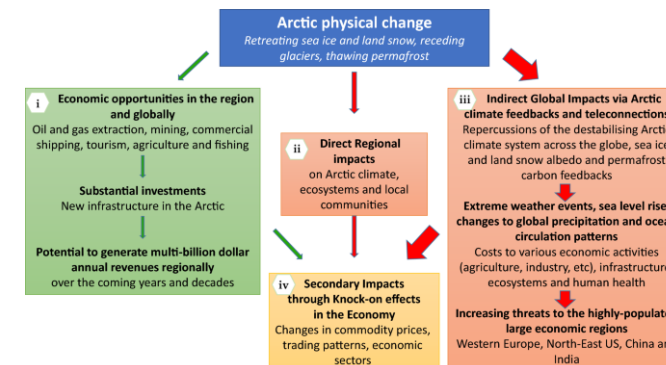 Arctic physical change
Retreating sea ice and land snow, receding
glaciers, thawing permafrost
i
Economic opportunities in the region
and globally
Oil and gas extraction, mining, commercial
shipping, tourism, agriculture and fishing
Substantial investments
New infrastructure in the Arctic
Potential to generate multi-billion dollar
annual revenues regionally
over the coming years and decades
ii
Direct Regional
impacts
on Arctic climate,
ecosystems and local
communities
iv
Secondary Impacts
through Knock-on effects
in the Economy
Changes in commodity prices,
trading patterns, economic
sectors
iii
Indirect Global Impacts via Arctic
climate feedbacks and teleconnections
Repercussions of the destabilising Arctic
climate system across the globe, sea ice
and land snow albedo and permafrost
carbon feedbacks
Extreme weather events, sea level rise
changes to global precipitation and ocea
circulation patterns
Costs to various economic activities
(agriculture, industry, etc), infrastructure
ecosystems and human health
Increasing threats to the highly-populate
large economic regions
Western Europe, North-East US, China an
India